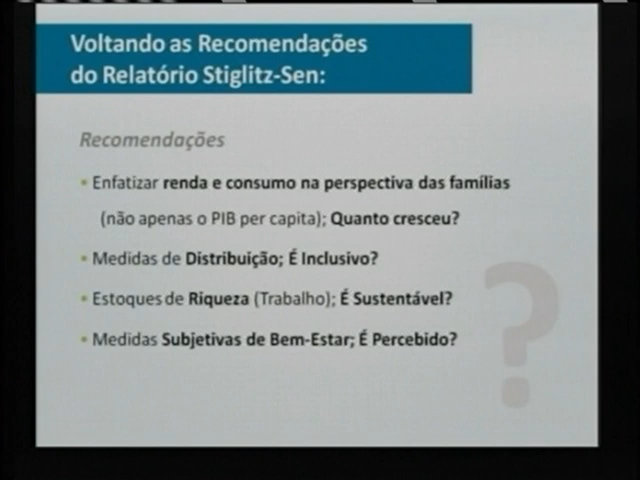 Voltando as Recomendações
do Relatório Stiglitz-Sen:
Recomendações
▪ Enfatizar renda e consumo na perspectiva das famílias
(não apenas o PIB per capita); Quanto cresceu?
▪ Medidas de Distribuição; É Inclusivo?
▪ Estoques de Riqueza (Trabalho); É Sustentável?
▪ Medidas Subjetivas de Bem-Estar; É Percebido?
?